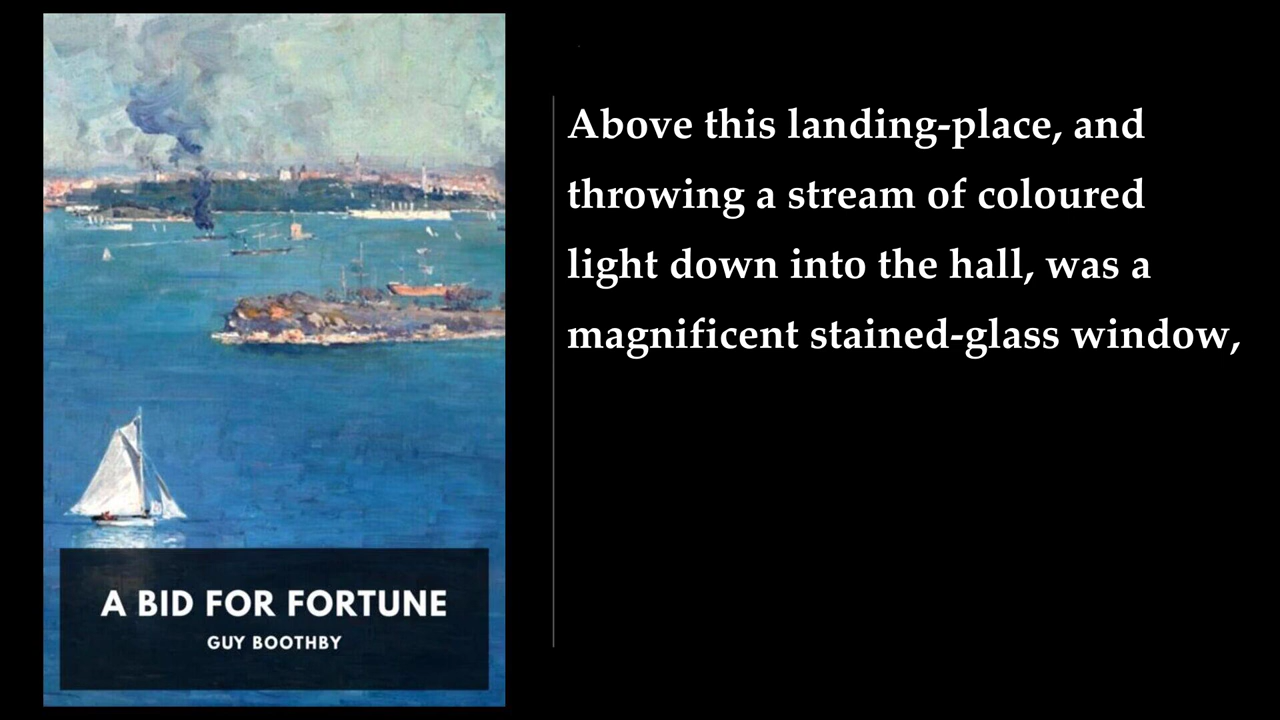 Above this landing-place, and
throwing a stream of coloured
light down into the hall, was a
magnificent stained-glass window,
A BID FOR FORTUNE
GUY BOOTHBY